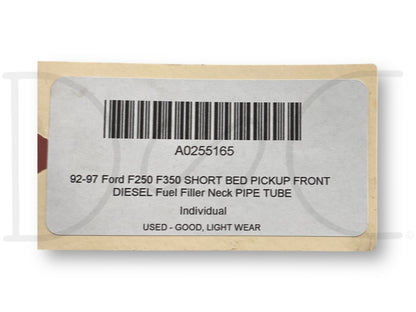 A0255165
92-97 Ford F250 F350 SHORT BED PICKUP FRONT
DIESEL Fuel Filler Neck PIPE TUBE
Individual
USED - GOOD, LIGHT WEAR